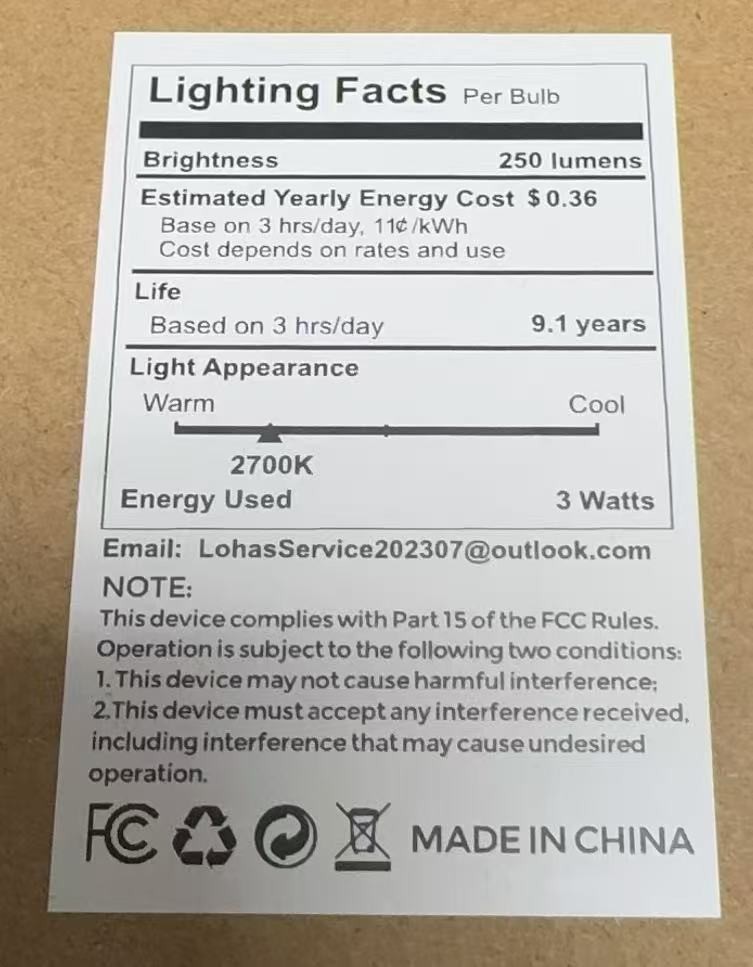 Lighting Facts Per Bulb
Brightness 250 lumens
Estimated Yearly Energy Cost $0.36
Base on 3 hrs/day, 11¢/kWh
Cost depends on rates and use
Life
Based on 3 hrs/day 9.1 years
Light Appearance
Warm Cool
2700K
Energy Used 3 Watts
Email: LohasService202307@outlook.com
NOTE:
This device complies with Part 15 of the FCC Rules.
Operation is subject to the following two conditions:
1. This device may not cause harmful interference;
2.This device must accept any interference received,
including interference that may cause undesired
operation.
FC MADE IN CHINA